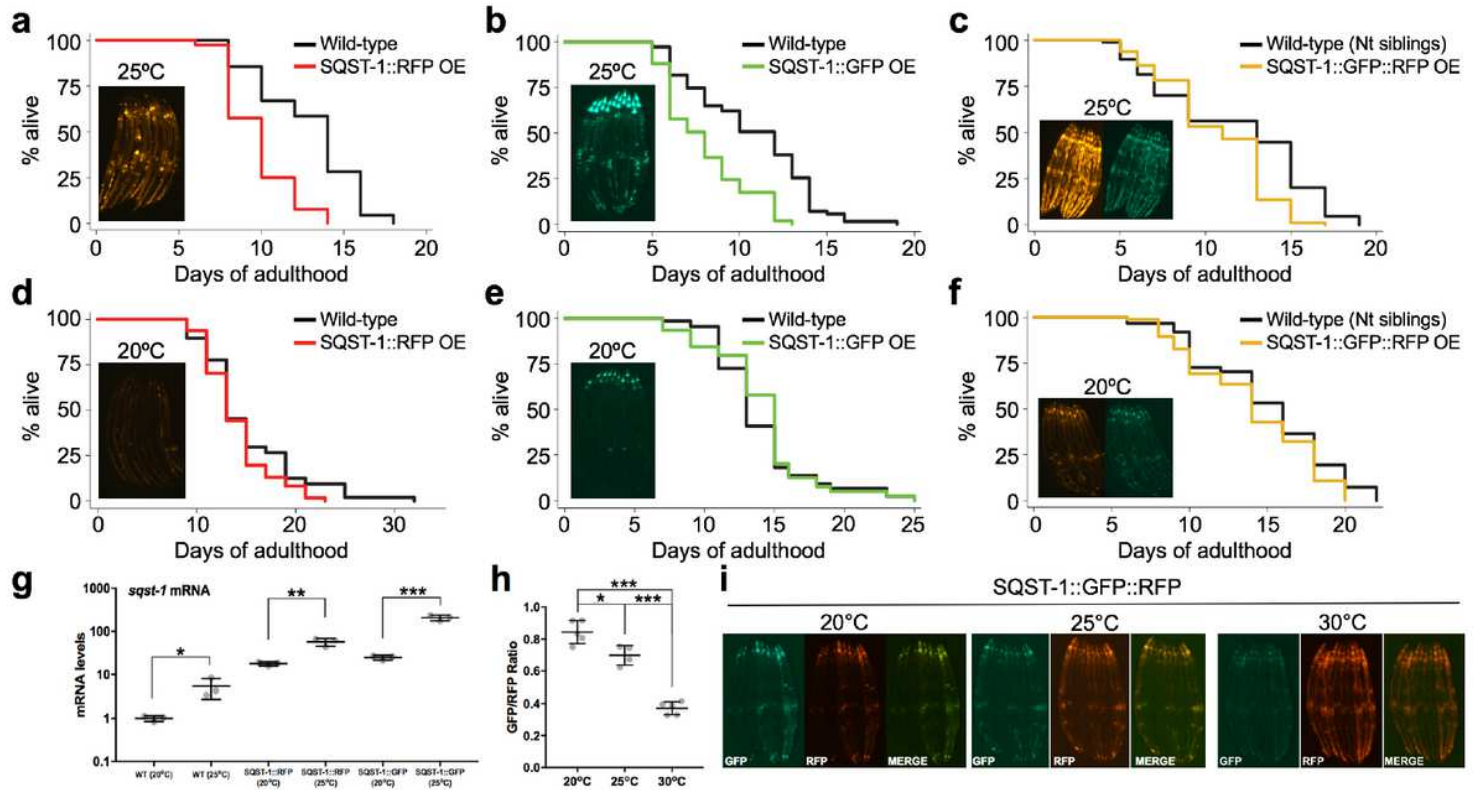 a
Wild-type
SQST-1::RFP OE
25ºC
% alive
100
75
50
25
0
0 5 10 15 20
Days of adulthood
b
Wild-type
SQST-1::GFP OE
25ºC
% alive
100
75
50
25
0
0 5 10 15 20
Days of adulthood
c
Wild-type (Nt siblings)
SQST-1::GFP::RFP OE
25ºC
% alive
100
75
50
25
0
0 5 10 15 20
Days of adulthood
d
Wild-type
SQST-1::RFP OE
20ºC
% alive
100
75
50
25
0
0 10 20 30
Days of adulthood
e
Wild-type
SQST-1::GFP OE
20ºC
% alive
100
75
50
25
0
0 5 10 15 20 25
Days of adulthood
f
Wild-type (Nt siblings)
SQST-1::GFP::RFP OE
20ºC
% alive
100
75
50
25
0
0 5 10 15 20
Days of adulthood
g
sqst-1 mRNA
mRNA levels
1000
100
10
1
0.1
*
**
***
WT (20ºC)
WT (25ºC)
SQST-1::RFP
(20ºC)
SQST-1::RFP
(25ºC)
SQST-1::GFP
(20ºC)
SQST-1::GFP
(25ºC)
h
GFP/RFP Ratio
1.0
0.8
0.6
0.4
0.2
0.0
***
* ***
20°C 25°C 30°C
i
SQST-1::GFP::RFP
20°C 25°C 30°C
GFP RFP MERGE GFP RFP MERGE GFP RFP MERGE